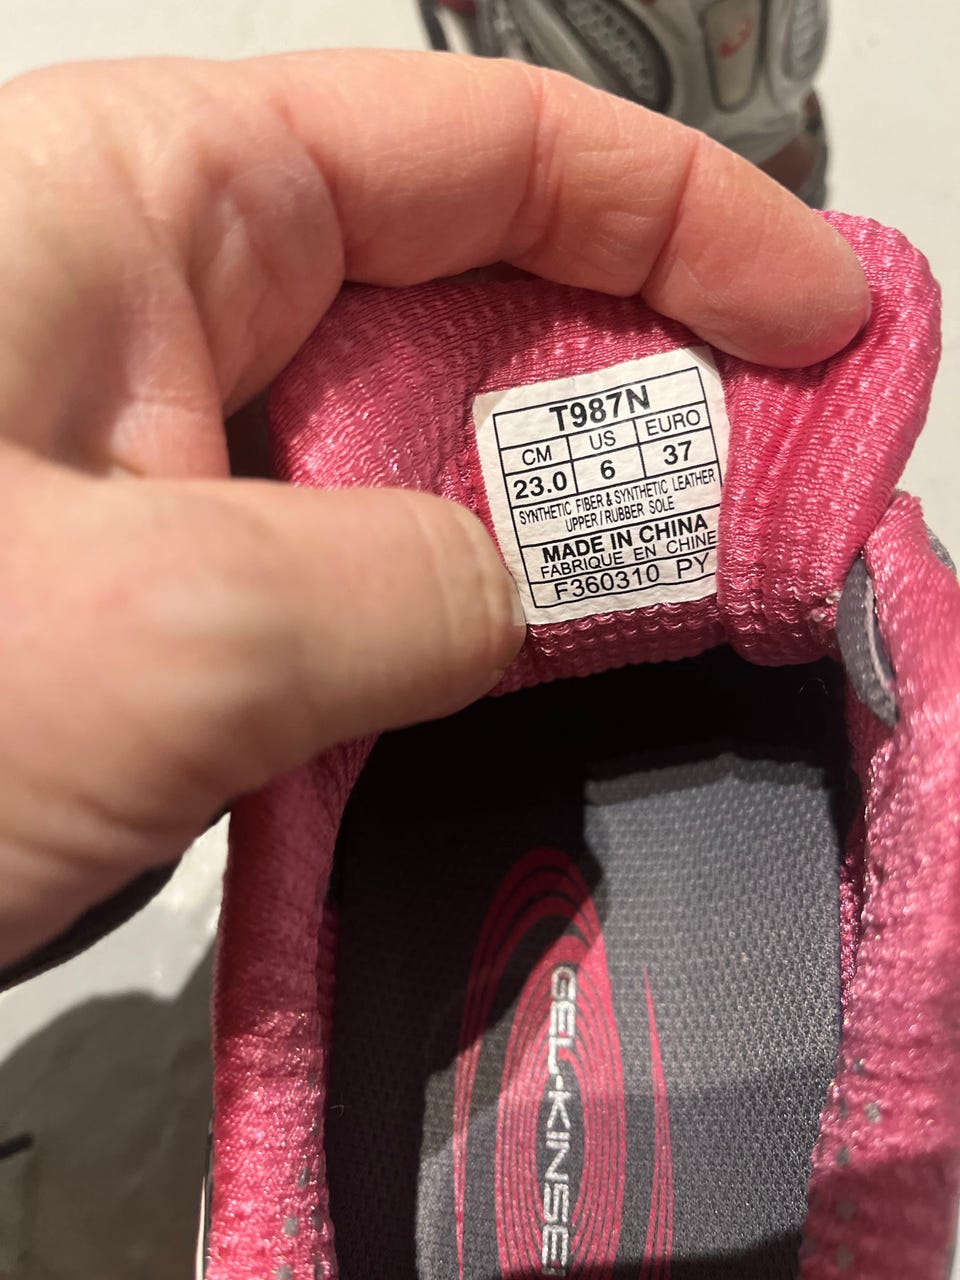 T987N
CM US EURO
23.0 6 37
SYNTHETIC FIBER & SYNTHETIC LEATHER
UPPER / RUBBER SOLE
MADE IN CHINA
FABRIQUE EN CHINE
F360310 PY
GEL-KINSEI